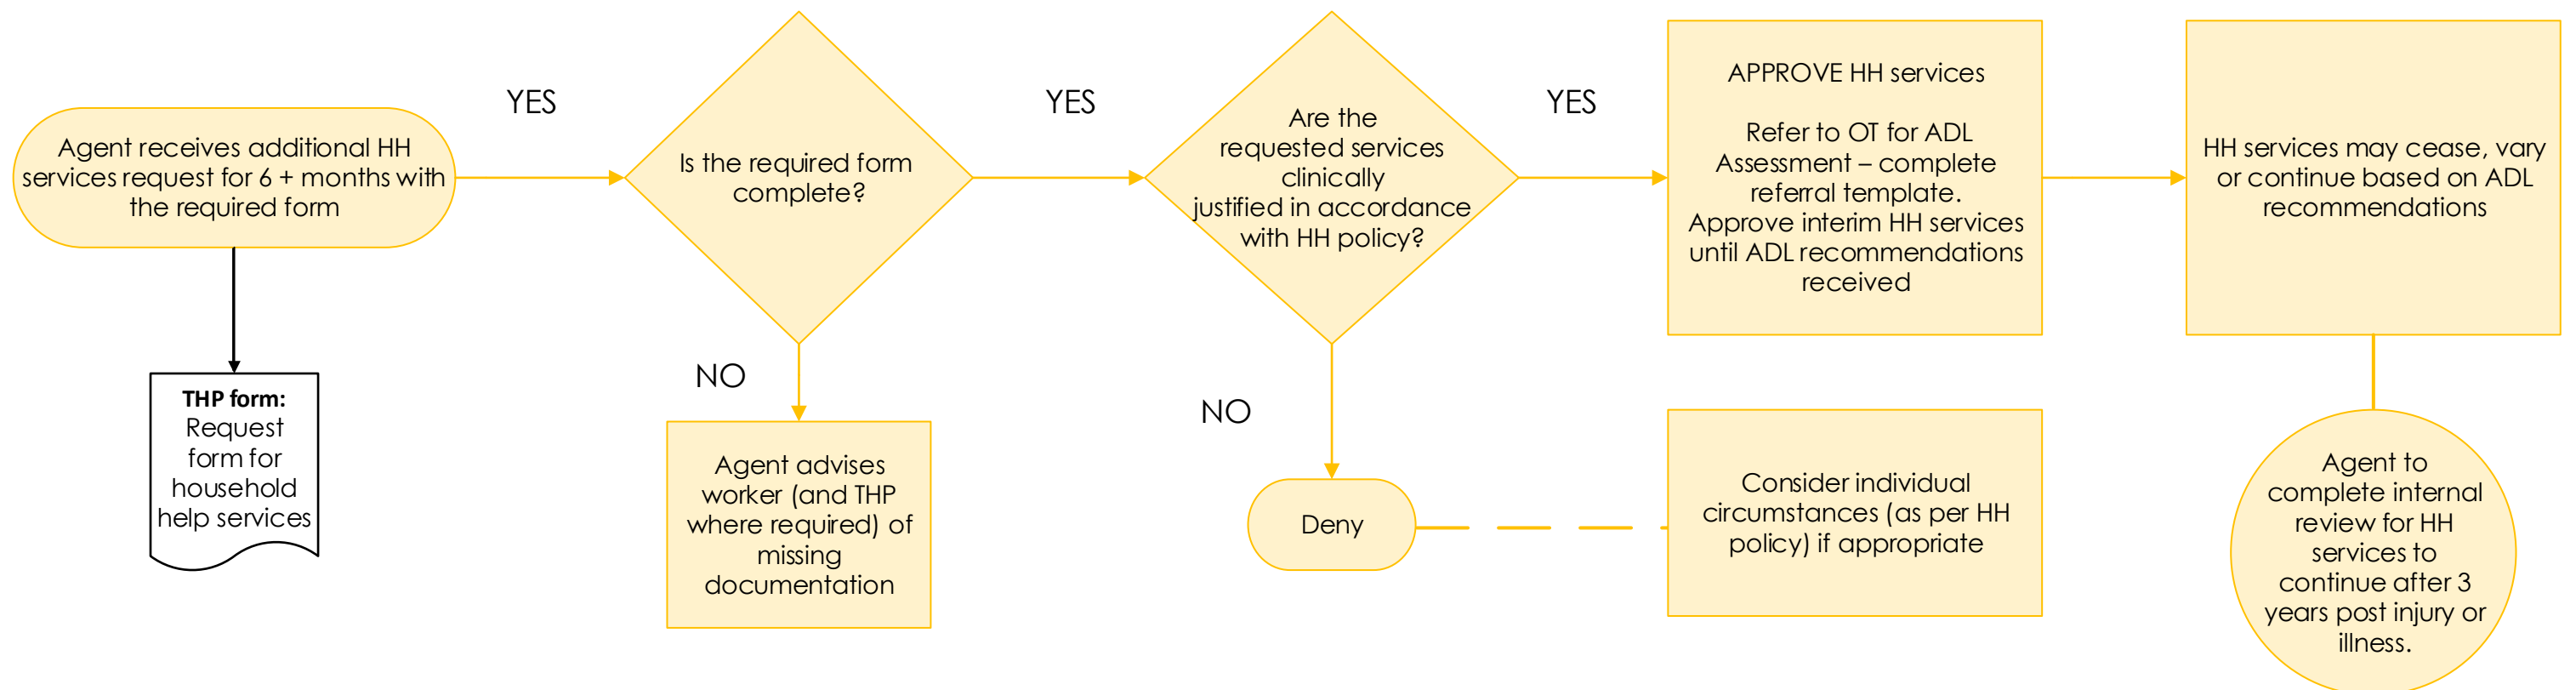 Agent receives additional HH
services request for 6 + months with
the required form
THP form:
Request
form for
household
help services
YES
Is the required form
complete?
NO
Agent advises
worker (and THP
where required) of
missing
documentation
YES
Are the
requested services
clinically
justified in accordance
with HH policy?
NO
Deny
YES
APPROVE HH services
Refer to OT for ADL
Assessment – complete
referral template.
Approve interim HH services
until ADL recommendations
received
Consider individual
circumstances (as per HH
policy) if appropriate
HH services may cease, vary
or continue based on ADL
recommendations
Agent to
complete internal
review for HH
services to
continue after 3
years post injury or
illness.